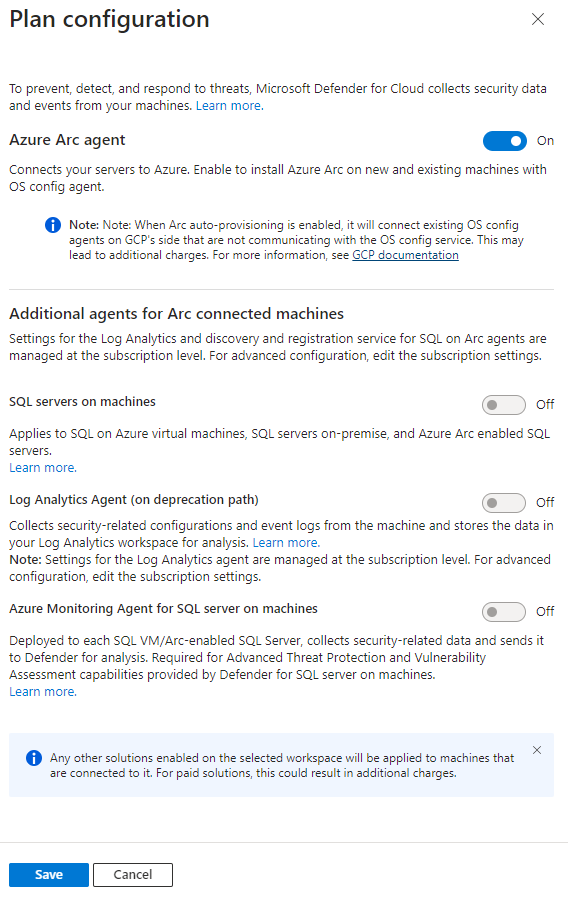 Plan configuration
To prevent, detect, and respond to threats, Microsoft Defender for Cloud collects security data
and events from your machines. Learn more.
Azure Arc agent
On
Connects your servers to Azure. Enable to install Azure Arc on new and existing machines with
OS config agent.
Note: Note: When Arc auto-provisioning is enabled, it will connect existing OS config
agents on GCP's side that are not communicating with the OS config service. This may
lead to additional charges. For more information, see GCP documentation
Additional agents for Arc connected machines
Settings for the Log Analytics and discovery and registration service for SQL on Arc agents are
managed at the subscription level. For advanced configuration, edit the subscription settings.
SQL servers on machines
Off
Applies to SQL on Azure virtual machines, SQL servers on-premise, and Azure Arc enabled SQL
servers.
Learn more.
Log Analytics Agent (on deprecation path)
Off
Collects security-related configurations and event logs from the machine and stores the data in
your Log Analytics workspace for analysis. Learn more.
Note: Settings for the Log Analytics agent are managed at the subscription level. For advanced
configuration, edit the subscription settings.
Azure Monitoring Agent for SQL server on machines
Off
Deployed to each SQL VM/Arc-enabled SQL Server, collects security-related data and sends it
to Defender for analysis. Required for Advanced Threat Protection and Vulnerability
Assessment capabilities provided by Defender for SQL server on machines.
Learn more.
Any other solutions enabled on the selected workspace will be applied to machines that
are connected to it. For paid solutions, this could result in additional charges.
Save
Cancel